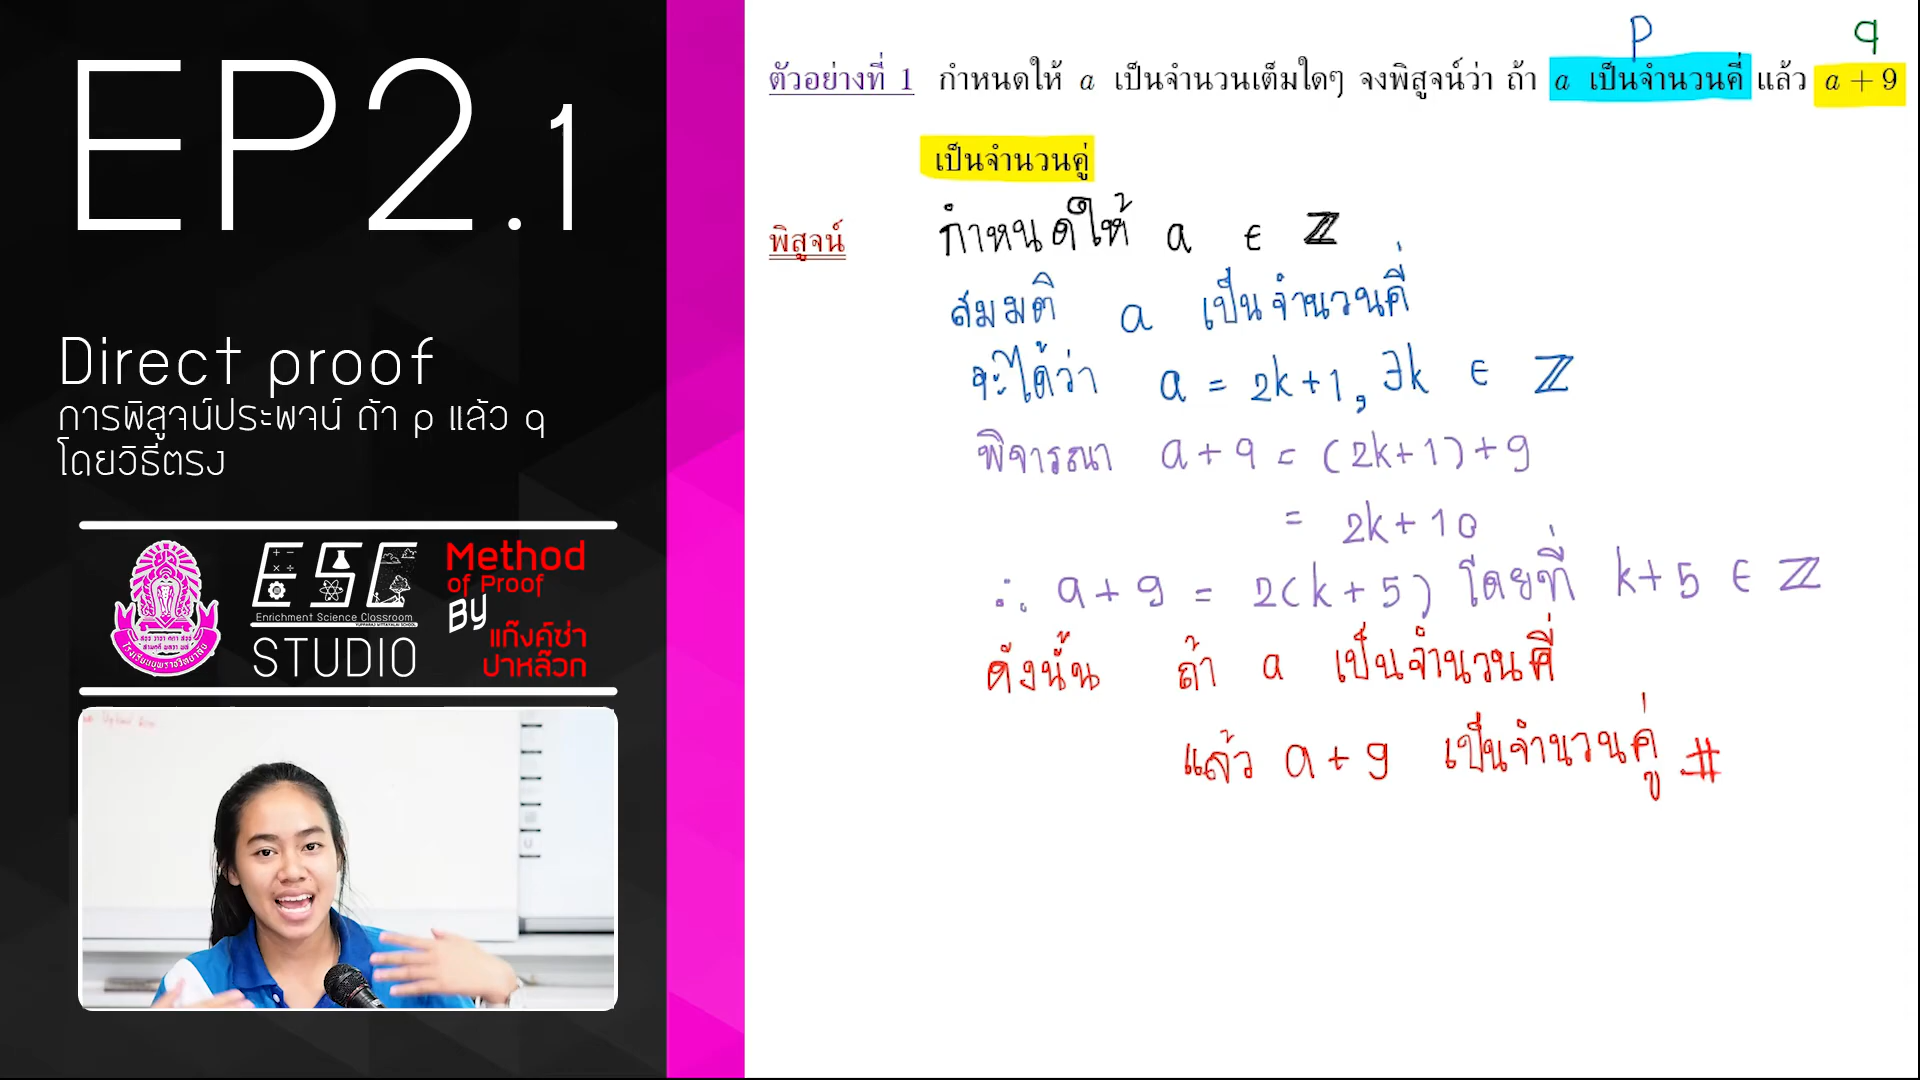 EP2.1
Direct proof
การพิสูจน์ประพจน์ ถ้า p แล้ว q
โดยวิธีตรง
ESC
Enrichment Science Classroom
STUDIO
Method
of Proof
By
แก๊งค์ซ่า
ปาหล๊วก
p
q
ตัวอย่างที่ 1 กำหนดให้ a เป็นจำนวนเต็มใดๆ จงพิสูจน์ว่า ถ้า a เป็นจำนวนคี่ แล้ว a + 9
เป็นจำนวนคู่
พิสูจน์ กำหนดให้ a ∈ ℤ
สมมติ a เป็นจำนวนคี่
จะได้ว่า a = 2k+1, ∃k ∈ ℤ
พิจารณา a + 9 = (2k+1) + 9
= 2k + 10
∴ a + 9 = 2(k + 5) โดยที่ k + 5 ∈ ℤ
ดังนั้น ถ้า a เป็นจำนวนคี่
แล้ว a + 9 เป็นจำนวนคู่ #